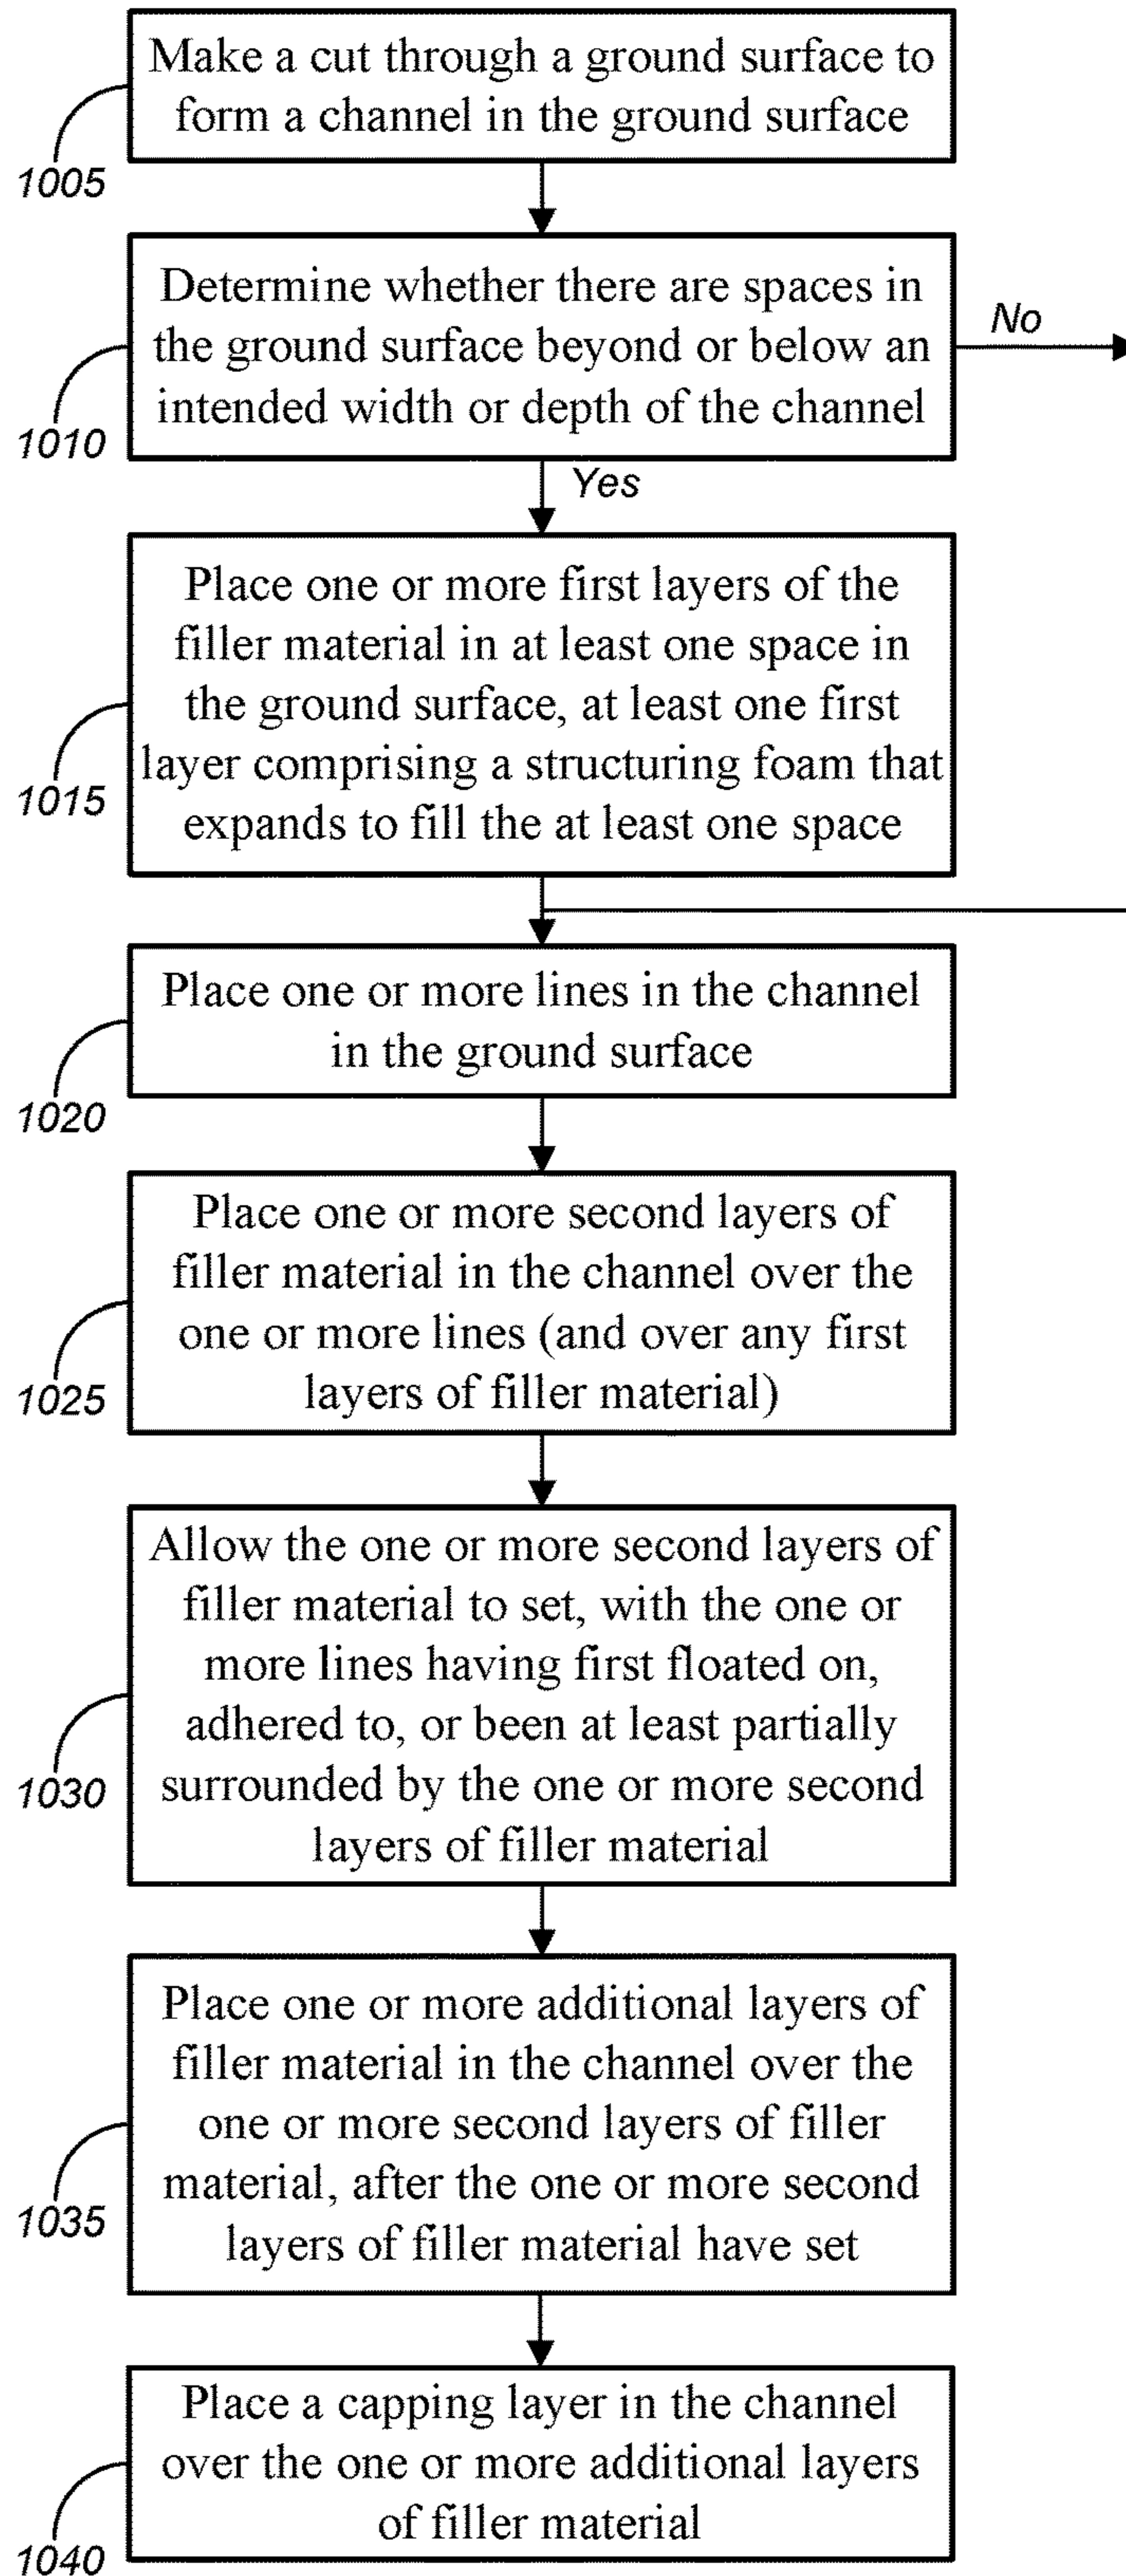 Make a cut through a ground surface to
form a channel in the ground surface
1005
Determine whether there are spaces in
the ground surface beyond or below an
intended width or depth of the channel
No
1010
Yes
Place one or more first layers of the
filler material in at least one space in
the ground surface, at least one first
layer comprising a structuring foam that
expands to fill the at least one space
1015
Place one or more lines in the channel
in the ground surface
1020
Place one or more second layers of
filler material in the channel over the
one or more lines (and over any first
layers of filler material)
1025
Allow the one or more second layers of
filler material to set, with the one or
more lines having first floated on,
adhered to, or been at least partially
surrounded by the one or more second
layers of filler material
1030
Place one or more additional layers of
filler material in the channel over the
one or more second layers of filler
material, after the one or more second
layers of filler material have set
1035
Place a capping layer in the channel
over the one or more additional layers
of filler material
1040